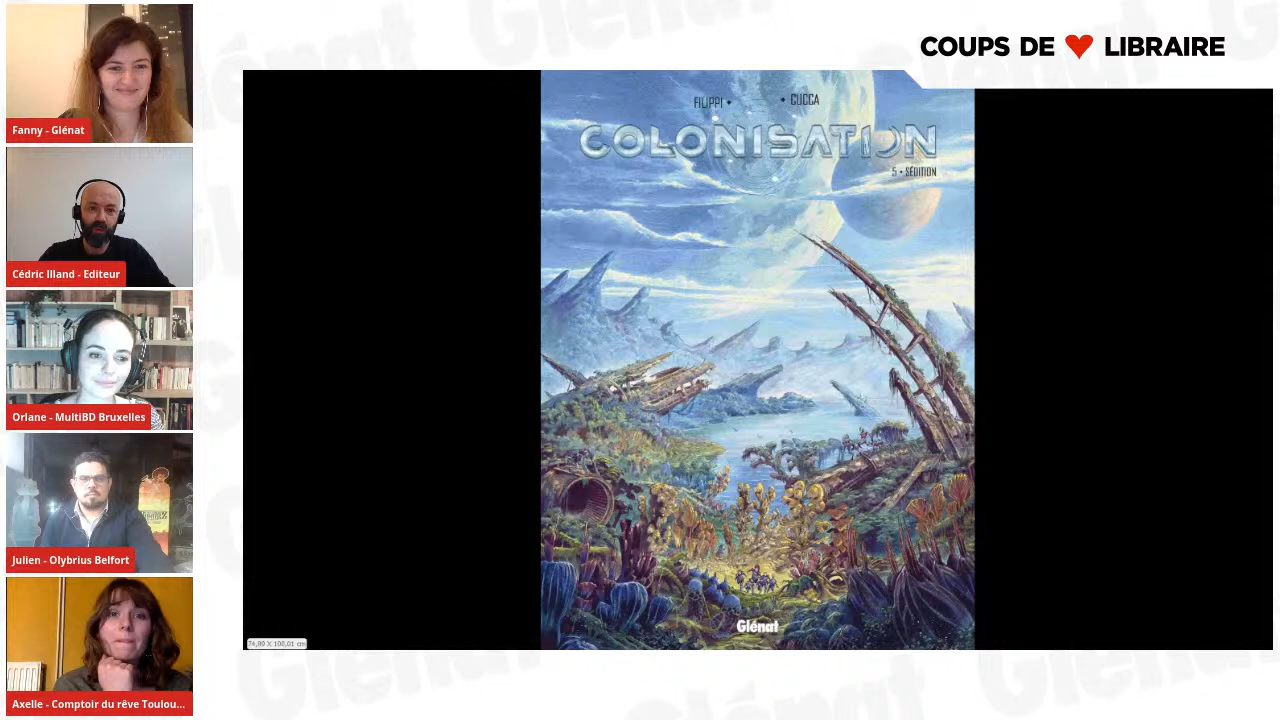 Fanny - Glénat
Cédric Illand - Editeur
Orlane - MultiBD Bruxelles
Julien - Olybrius Belfort
Axelle - Comptoir du rêve Toulou...
COUPS DE LIBRAIRE
FILIPPI • • CUCCA
COLONISATION
5 • SÉDITION
Glénat